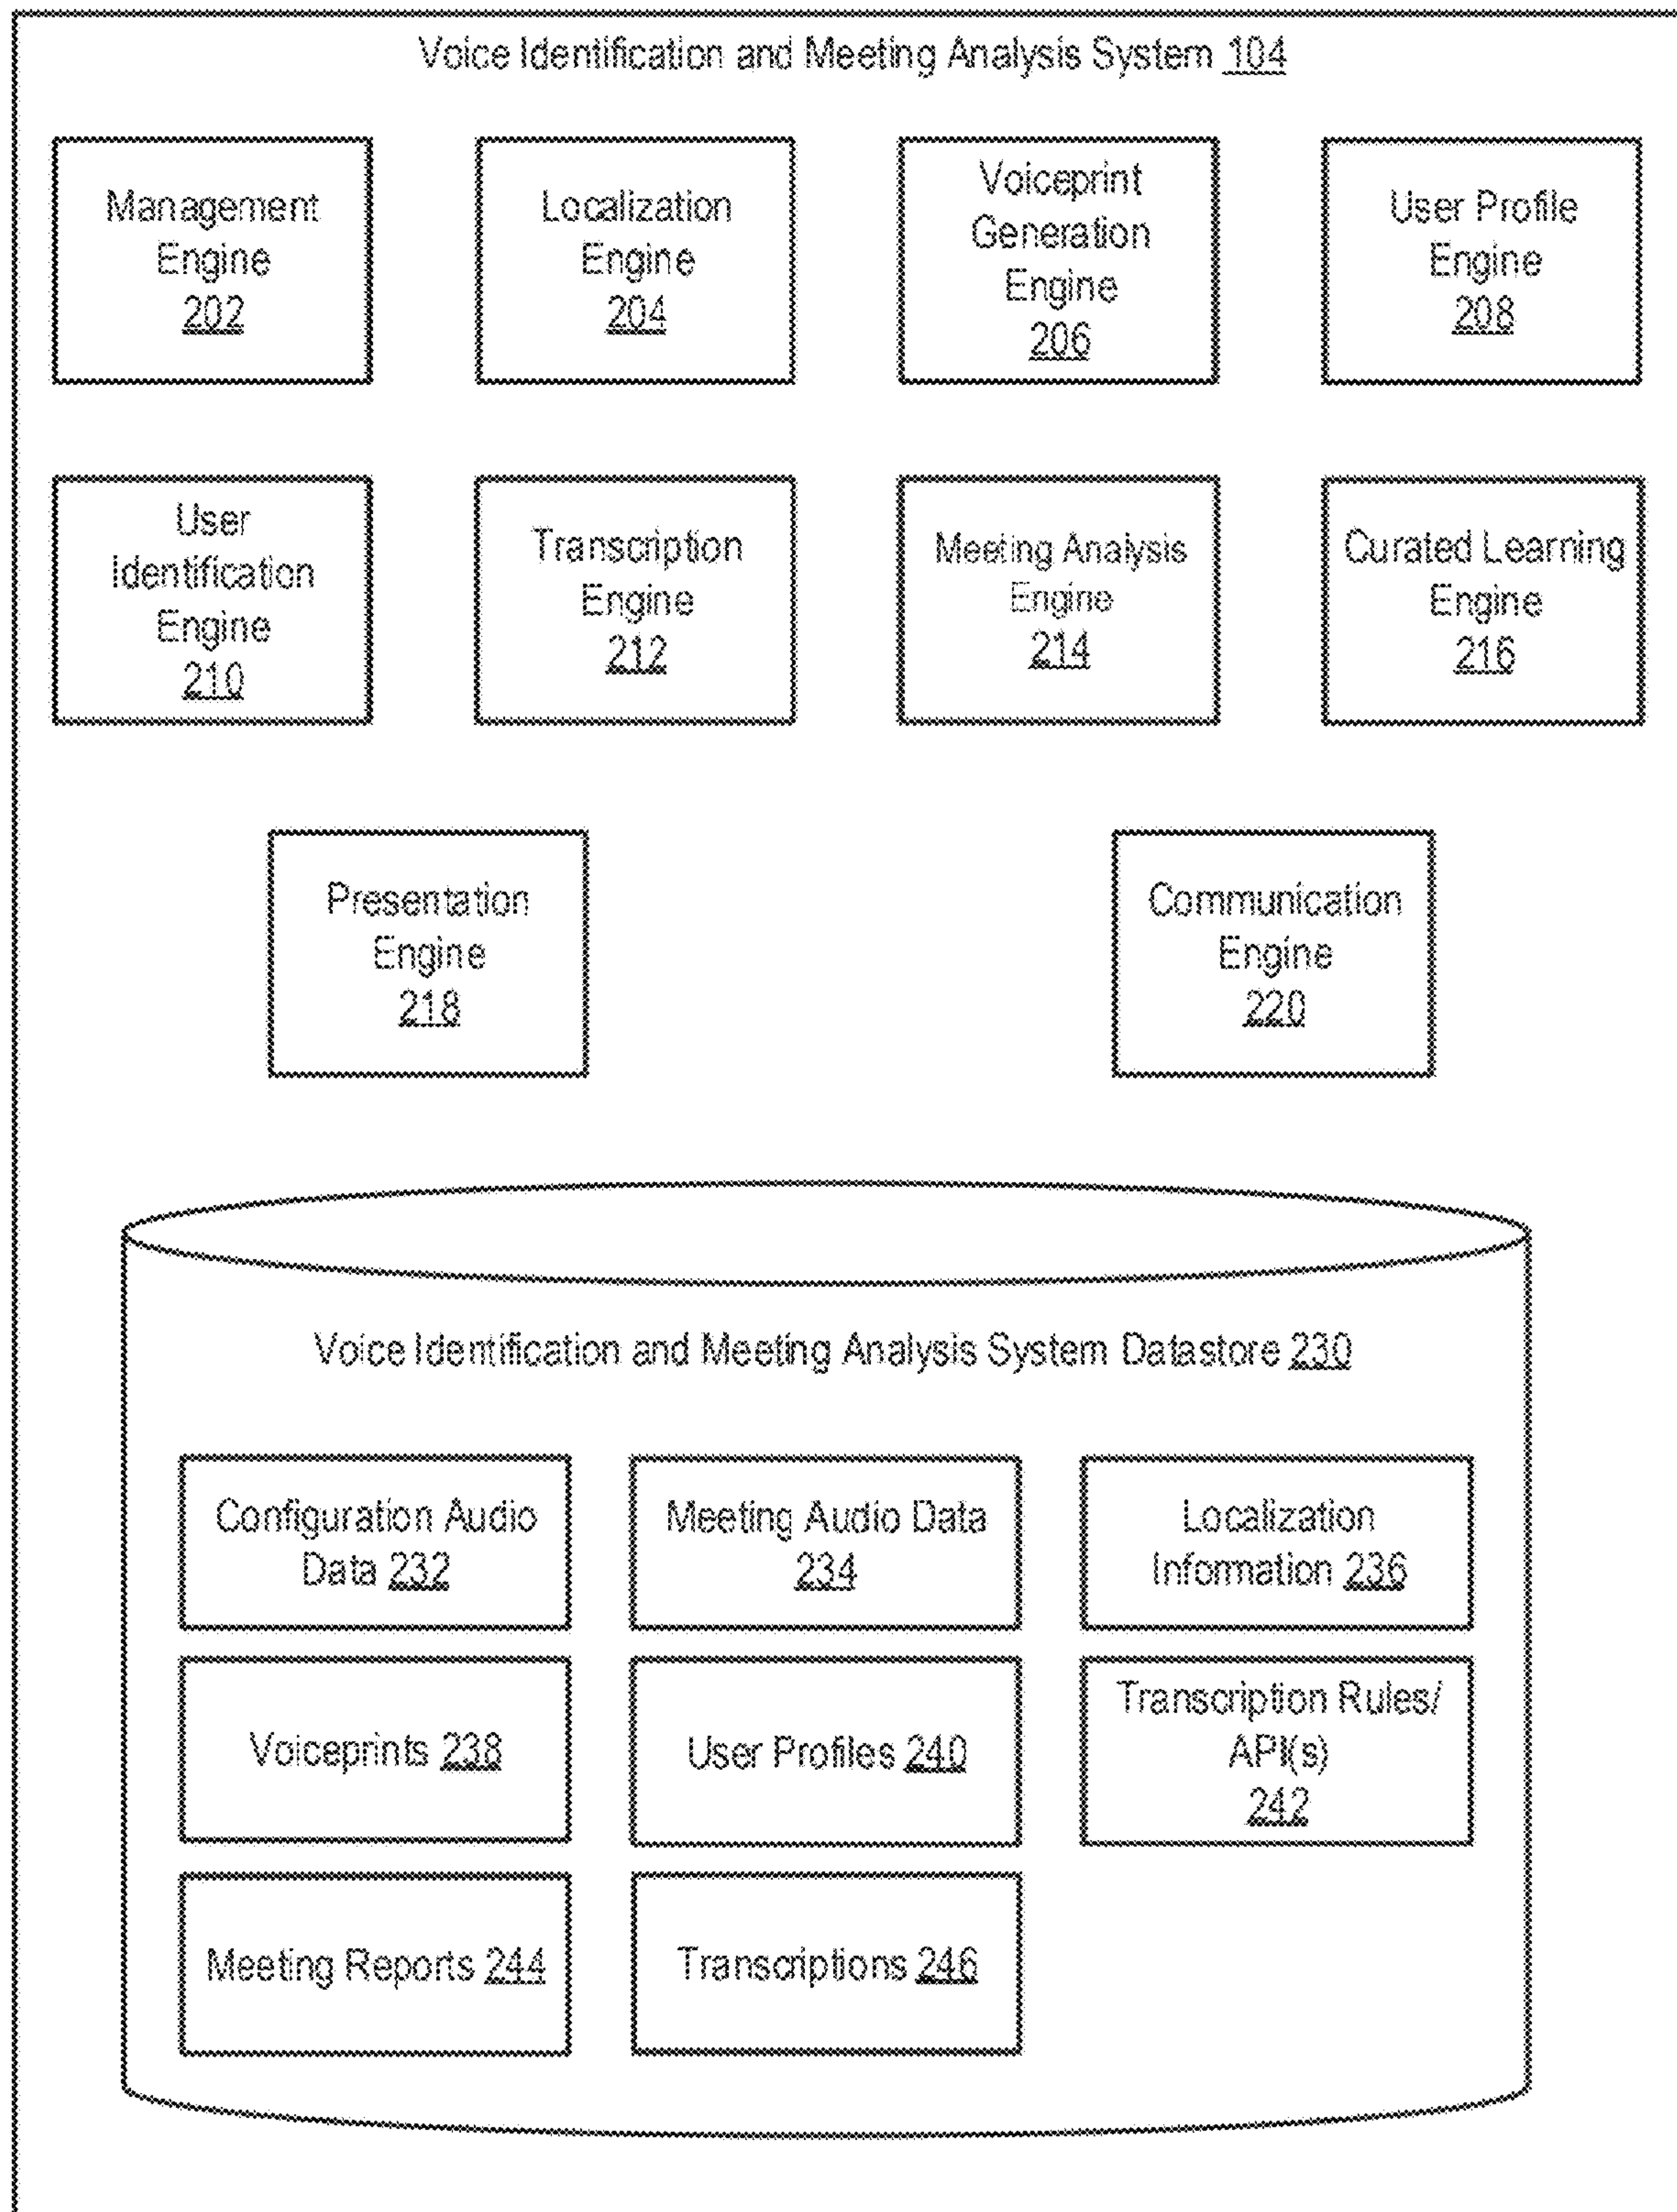 Voice Identification and Meeting Analysis System 104
Management
Engine
202
Localization
Engine
204
Voiceprint
Generation
Engine
206
User Profile
Engine
208
User
Identification
Engine
210
Transcription
Engine
212
Meeting Analysis
Engine
214
Curated Learning
Engine
216
Presentation
Engine
218
Communication
Engine
220
Voice Identification and Meeting Analysis System Datastore 230
Configuration Audio
Data 232
Meeting Audio Data
234
Localization
Information 236
Voiceprints 238
User Profiles 240
Transcription Rules/
API(s)
242
Meeting Reports 244
Transcriptions 246